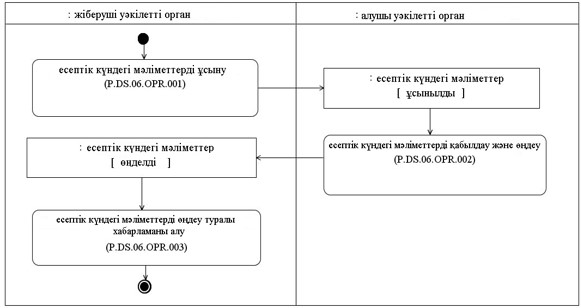 : жіберуші уәкілетті орган
: алушы уәкілетті орган
есептік күндегі мәліметтерді ұсыну
(P.DS.06.OPR.001)
: есептік күндегі мәліметтер
[ ұсынылды ]
есептік күндегі мәліметтерді қабылдау және өңдеу
(P.DS.06.OPR.002)
: есептік күндегі мәліметтер
[ өңделді ]
есептік күндегі мәліметтерді өңдеу туралы
хабарламаны алу
(P.DS.06.OPR.003)